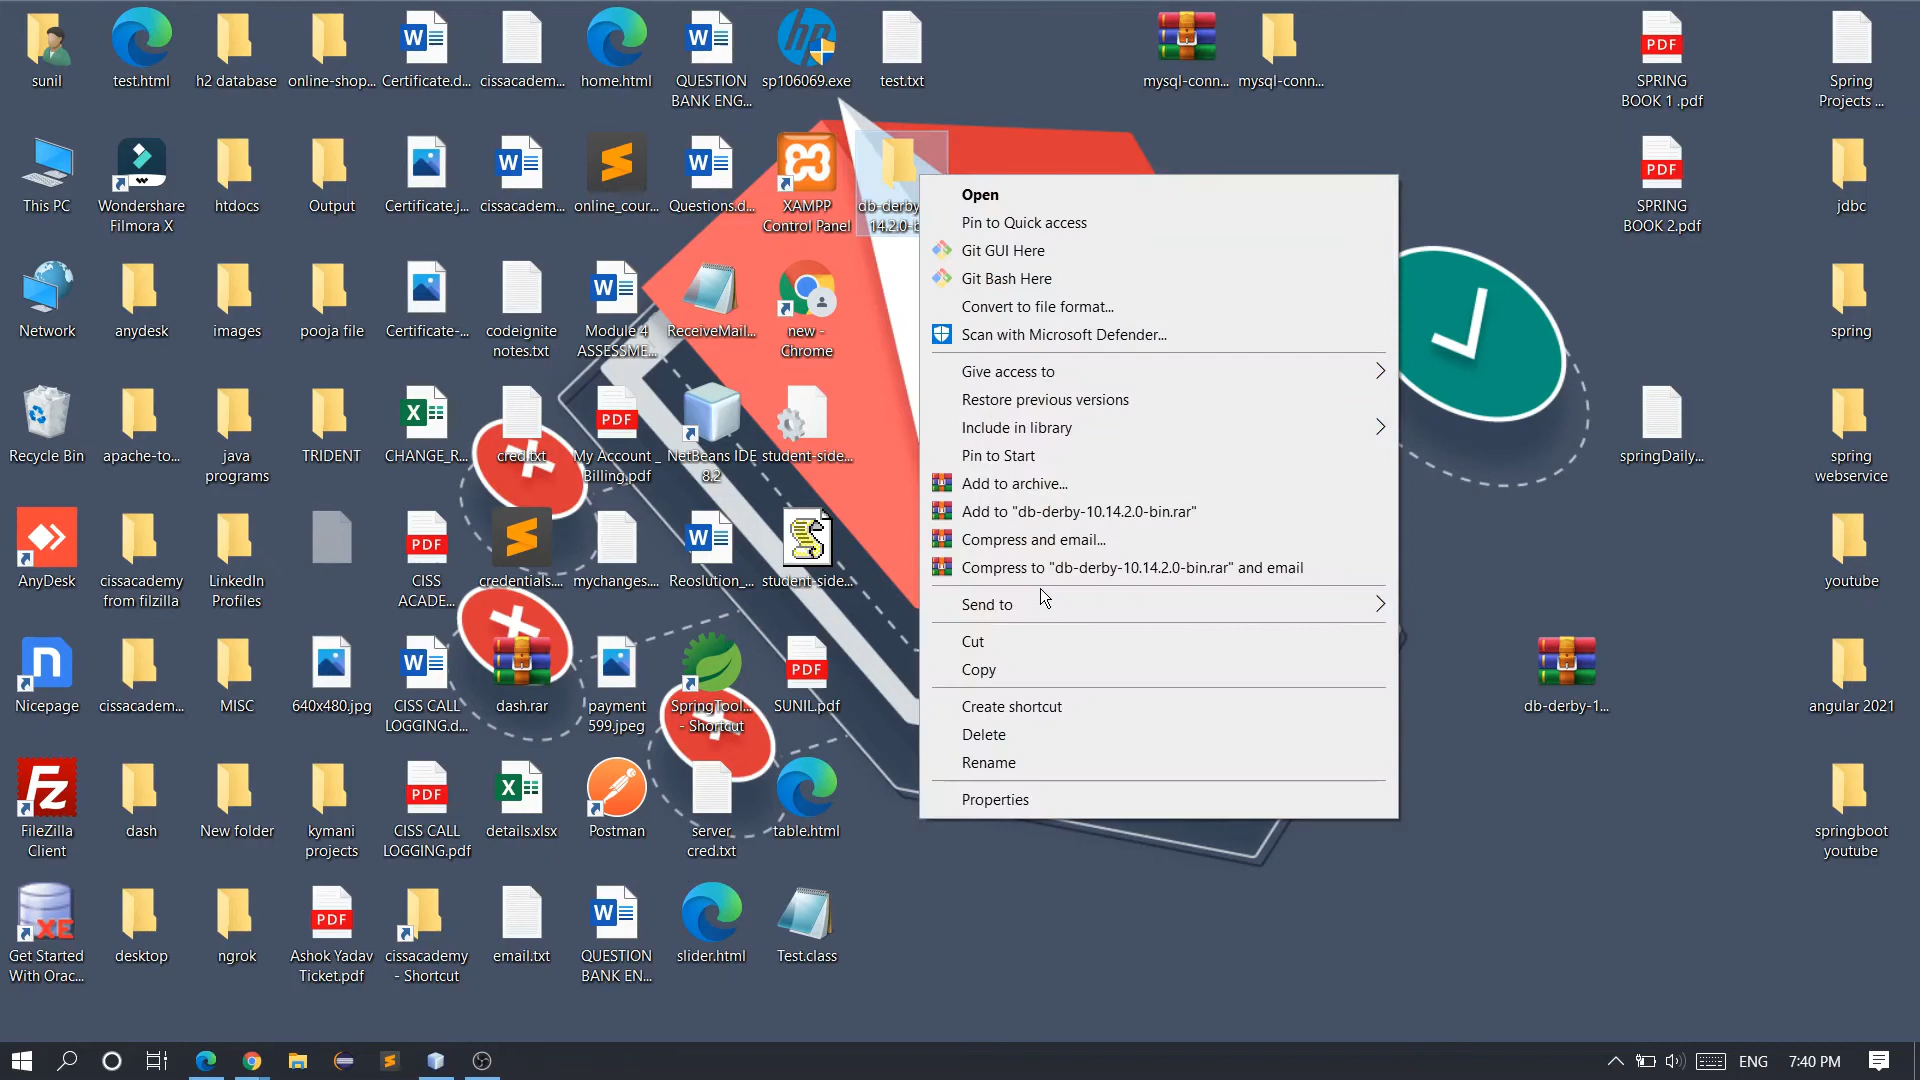 sunil
test.html
h2 database
online-shop...
Certificate.d...
cissacadem...
home.html
QUESTION
BANK ENG...
sp106069.exe
test.txt
mysql-conn...
mysql-conn...
SPRING
BOOK 1 .pdf
Spring
Projects ...
This PC
Wondershare
Filmora X
htdocs
Output
Certificate.j...
cissacadem...
online_cour...
Questions.d...
XAMPP
Control Panel
db-derby
14.2.0-b
SPRING
BOOK 2.pdf
jdbc
Network
anydesk
images
pooja file
Certificate-...
codeignite
notes.txt
Module 4
ASSESSME...
ReceiveMail...
new -
Chrome
spring
Recycle Bin
apache-to...
java
programs
TRIDENT
CHANGE_R...
cred.txt
My Account _
Billing.pdf
NetBeans IDE
8.2
student-side...
springDaily...
spring
webservice
AnyDesk
cissacademy
from filzilla
LinkedIn
Profiles
CISS
ACADE...
credentials....
mychanges....
Reoslution_...
student-side...
youtube
Nicepage
cissacadem...
MISC
640x480.jpg
CISS CALL
LOGGING.d...
dash.rar
payment
599.jpeg
SpringTool...
- Shortcut
SUNIL.pdf
db-derby-1...
angular 2021
FileZilla
Client
dash
New folder
kymani
projects
CISS CALL
LOGGING.pdf
details.xlsx
Postman
server
cred.txt
table.html
springboot
youtube
Get Started
With Orac...
desktop
ngrok
Ashok Yadav
Ticket.pdf
cissacademy
- Shortcut
email.txt
QUESTION
BANK EN...
slider.html
Test.class
Open
Pin to Quick access
Git GUI Here
Git Bash Here
Convert to file format...
Scan with Microsoft Defender...
Give access to
Restore previous versions
Include in library
Pin to Start
Add to archive...
Add to "db-derby-10.14.2.0-bin.rar"
Compress and email...
Compress to "db-derby-10.14.2.0-bin.rar" and email
Send to
Cut
Copy
Create shortcut
Delete
Rename
Properties
ENG
7:40 PM